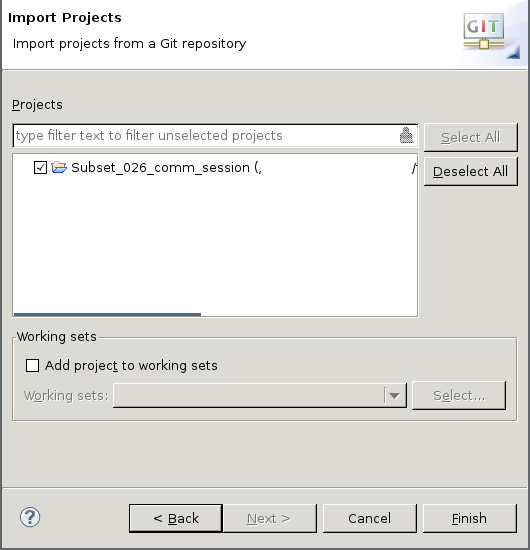 Import Projects
Import projects from a Git repository
GIT
Projects
type filter text to filter unselected projects
Select All
Subset_026_comm_session (,
Deselect All
Working sets
Add project to working sets
Working sets:
Select...
?
< Back
Next >
Cancel
Finish